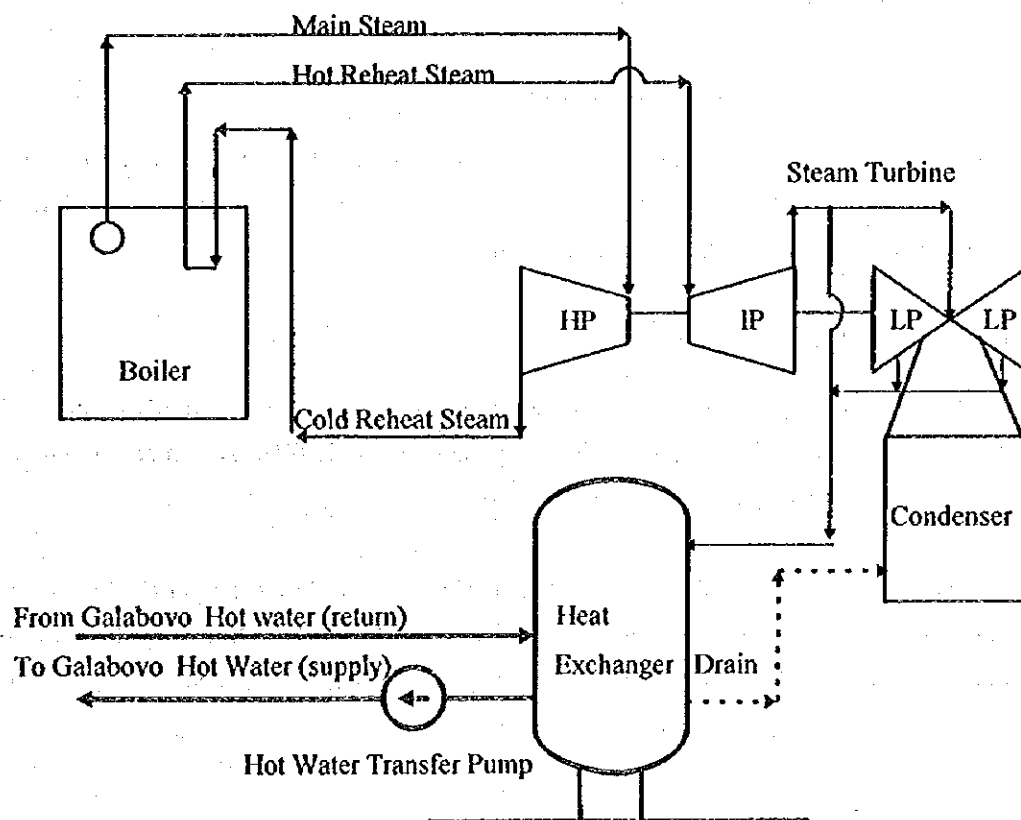 Main Steam
Hot Reheat Steam
Steam Turbine
HP
IP
LP
LP
Boiler
Cold Reheat Steam
Condenser
From Galabovo Hot water (return)
Heat
To Galabovo Hot Water (supply)
Exchanger
Drain
Hot Water Transfer Pump